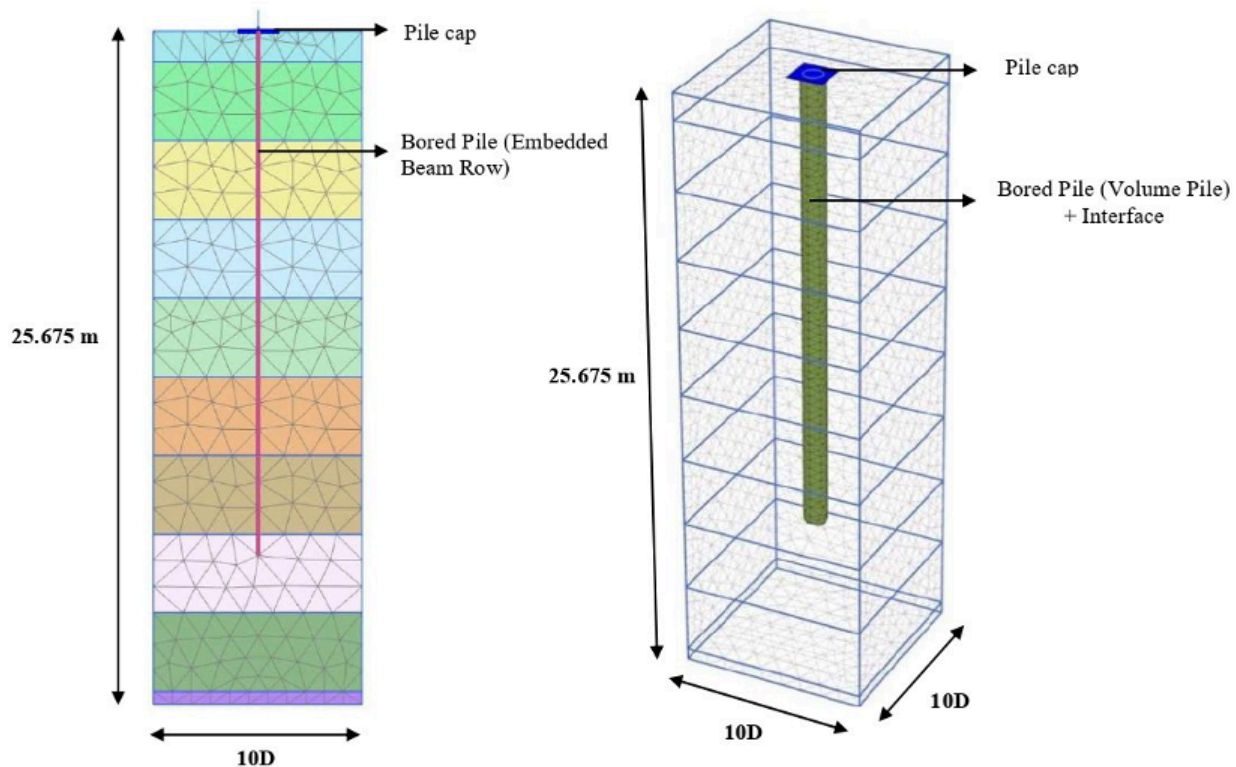 Pile cap
Bored Pile (Embedded
Beam Row)
25.675 m
10D
Pile cap
Bored Pile (Volume Pile)
+ Interface
25.675 m
10D
10D